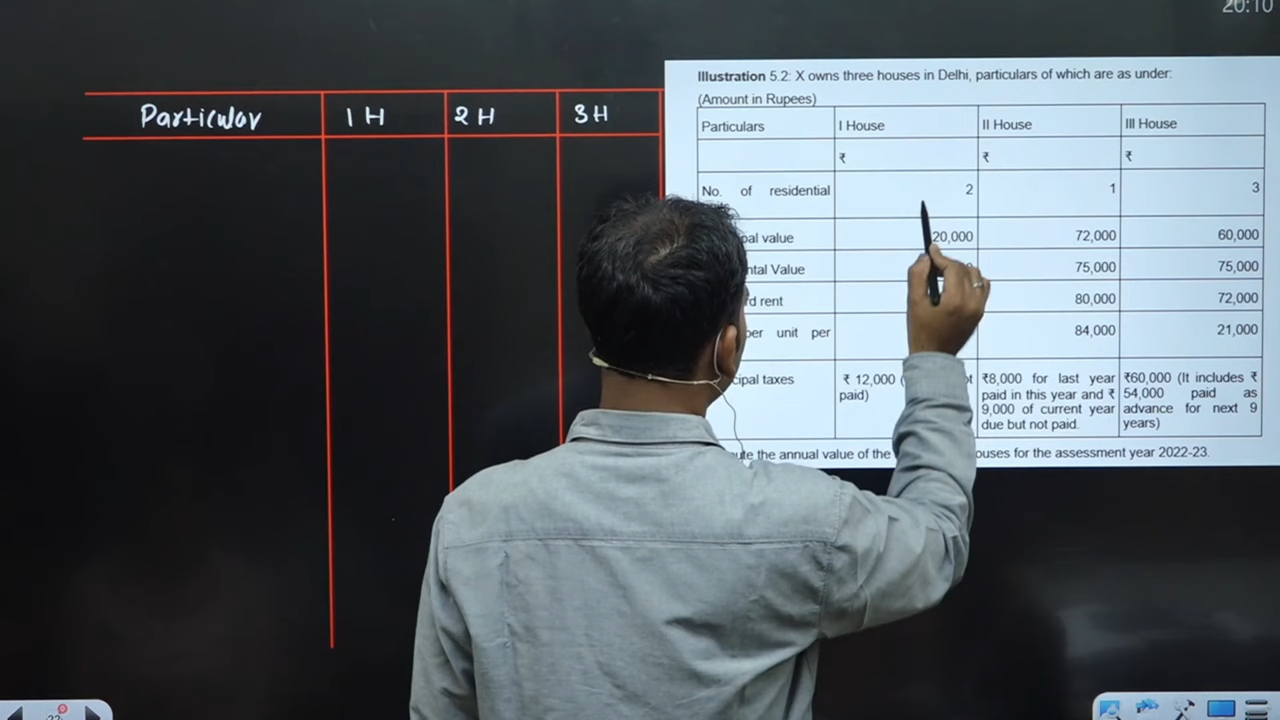 20:10
Particular 1 H 2 H 3 H
Illustration 5.2: X owns three houses in Delhi, particulars of which are as under:
(Amount in Rupees)
Particulars I House II House III House
₹ ₹ ₹
No. of residential 2 1 3
value 20,000 72,000 60,000
Value 75,000 75,000
rent 80,000 72,000
per unit per 84,000 21,000
taxes ₹ 12,000 ₹8,000 for last year ₹60,000 (It includes ₹
paid) paid in this year and ₹ 54,000 paid as
9,000 of current year advance for next 9
due but not paid. years)
the annual value of the for the assessment year 2022-23.
22